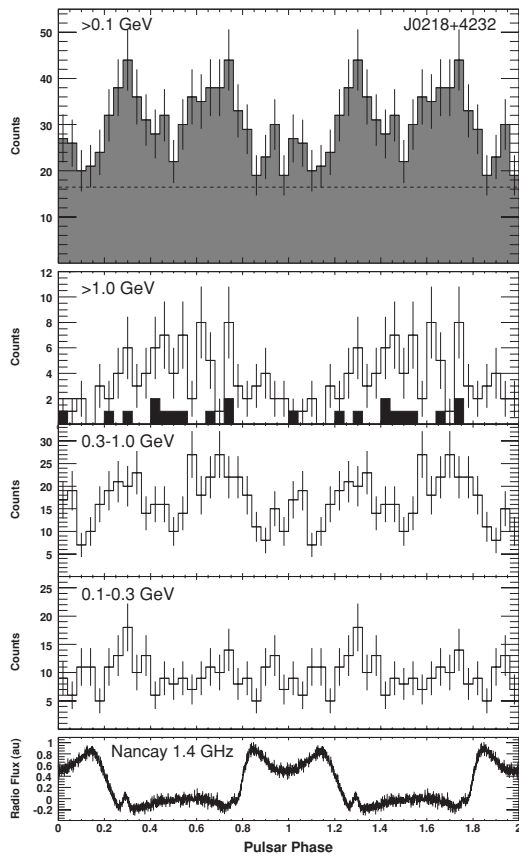 >0.1 GeV
J0218+4232
50
40
30
20
10
Counts
>1.0 GeV
12
10
8
6
4
2
Counts
0.3-1.0 GeV
30
25
20
15
10
5
Counts
0.1-0.3 GeV
25
20
15
10
5
Counts
Nancay 1.4 GHz
1
0.8
0.6
0.4
0.2
0
-0.2
Radio Flux (au)
0 0.2 0.4 0.6 0.8 1 1.2 1.4 1.6 1.8 2
Pulsar Phase